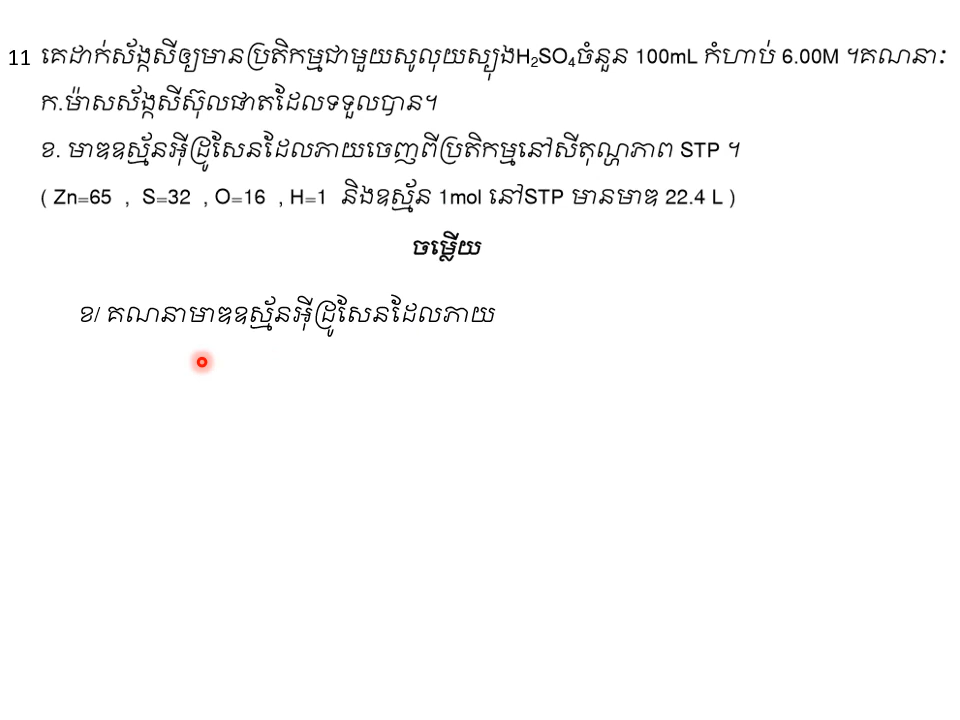 11 គេដាក់ស័ង្កសីឲ្យមានប្រតិកម្មជាមួយសូលុយស្យុងH₂SO₄ចំនួន 100mL កំហាប់ 6.00M ។គណនាៈ
ក.ម៉ាសស័ង្កសីស៊ុលផាតដែលទទួលបាន។
ខ. មាឌឧស្ម័នអ៊ីដ្រូសែនដែលភាយចេញពីប្រតិកម្មនៅសីតុណ្ហភាព STP ។
( Zn=65 , S=32 , O=16 , H=1 និងឧស្ម័ន 1mol នៅSTP មានមាឌ 22.4 L )
ចម្លើយ
ខ/ គណនាមាឌឧស្ម័នអ៊ីដ្រូសែនដែលភាយ